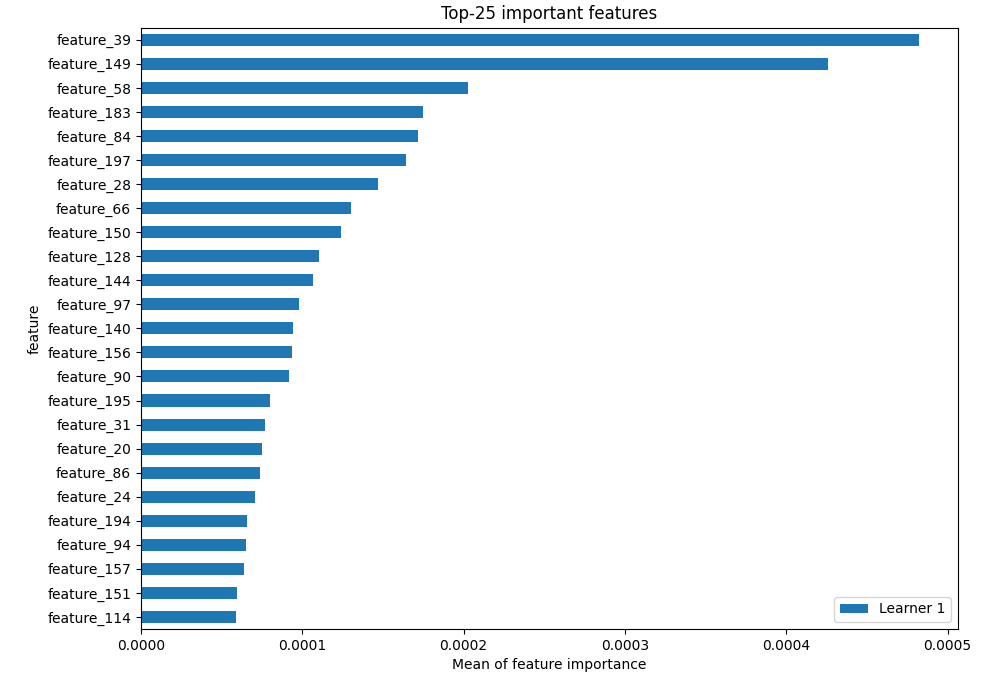 Top-25 important features
feature_39
feature_149
feature_58
feature_183
feature_84
feature_197
feature_28
feature_66
feature_150
feature_128
feature_144
feature_97
feature_140
feature_156
feature_90
feature_195
feature_31
feature_20
feature_86
feature_24
feature_194
feature_94
feature_157
feature_151
feature_114
feature
Learner 1
0.0000 0.0001 0.0002 0.0003 0.0004 0.0005
Mean of feature importance